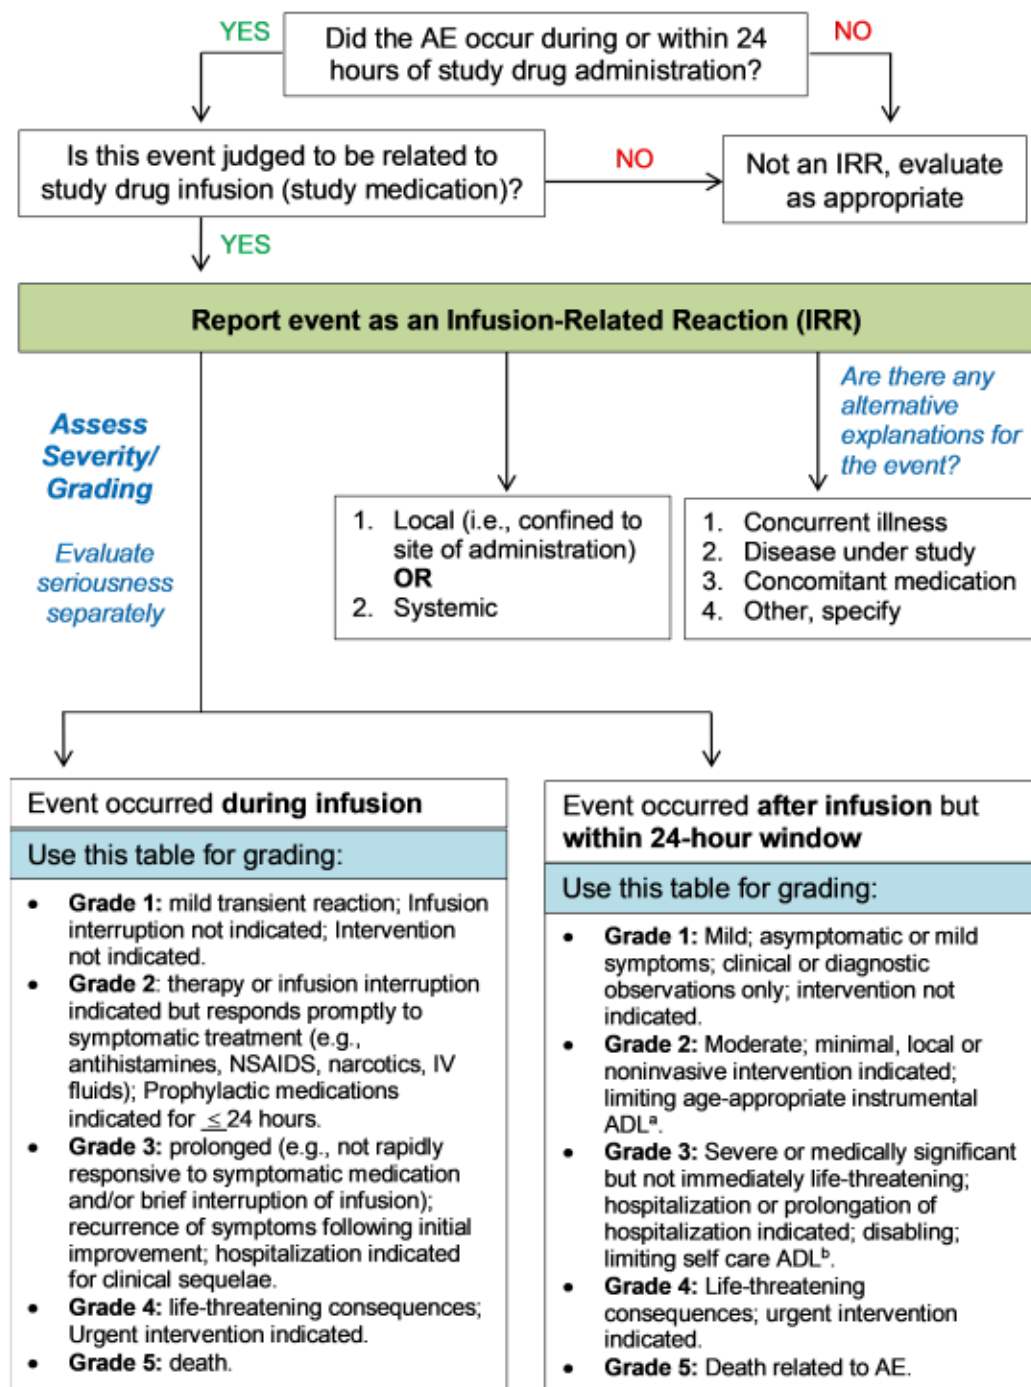 YES
Did the AE occur during or within 24
hours of study drug administration?
NO
Is this event judged to be related to
study drug infusion (study medication)?
NO
Not an IRR, evaluate
as appropriate
YES
Report event as an Infusion-Related Reaction (IRR)
Assess
Severity/
Grading
Evaluate
seriousness
separately
Are there any
alternative
explanations for
the event?
1. Local (i.e., confined to
site of administration)
OR
2. Systemic
1. Concurrent illness
2. Disease under study
3. Concomitant medication
4. Other, specify
Event occurred during infusion
Use this table for grading:
• Grade 1: mild transient reaction; Infusion
interruption not indicated; Intervention
not indicated.
• Grade 2: therapy or infusion interruption
indicated but responds promptly to
symptomatic treatment (e.g.,
antihistamines, NSAIDS, narcotics, IV
fluids); Prophylactic medications
indicated for ≤ 24 hours.
• Grade 3: prolonged (e.g., not rapidly
responsive to symptomatic medication
and/or brief interruption of infusion);
recurrence of symptoms following initial
improvement; hospitalization indicated
for clinical sequelae.
• Grade 4: life-threatening consequences;
Urgent intervention indicated.
• Grade 5: death.
Event occurred after infusion but
within 24-hour window
Use this table for grading:
• Grade 1: Mild; asymptomatic or mild
symptoms; clinical or diagnostic
observations only; intervention not
indicated.
• Grade 2: Moderate; minimal, local or
noninvasive intervention indicated;
limiting age-appropriate instrumental
ADLᵃ.
• Grade 3: Severe or medically significant
but not immediately life-threatening;
hospitalization or prolongation of
hospitalization indicated; disabling;
limiting self care ADLᵇ.
• Grade 4: Life-threatening
consequences; urgent intervention
indicated.
• Grade 5: Death related to AE.